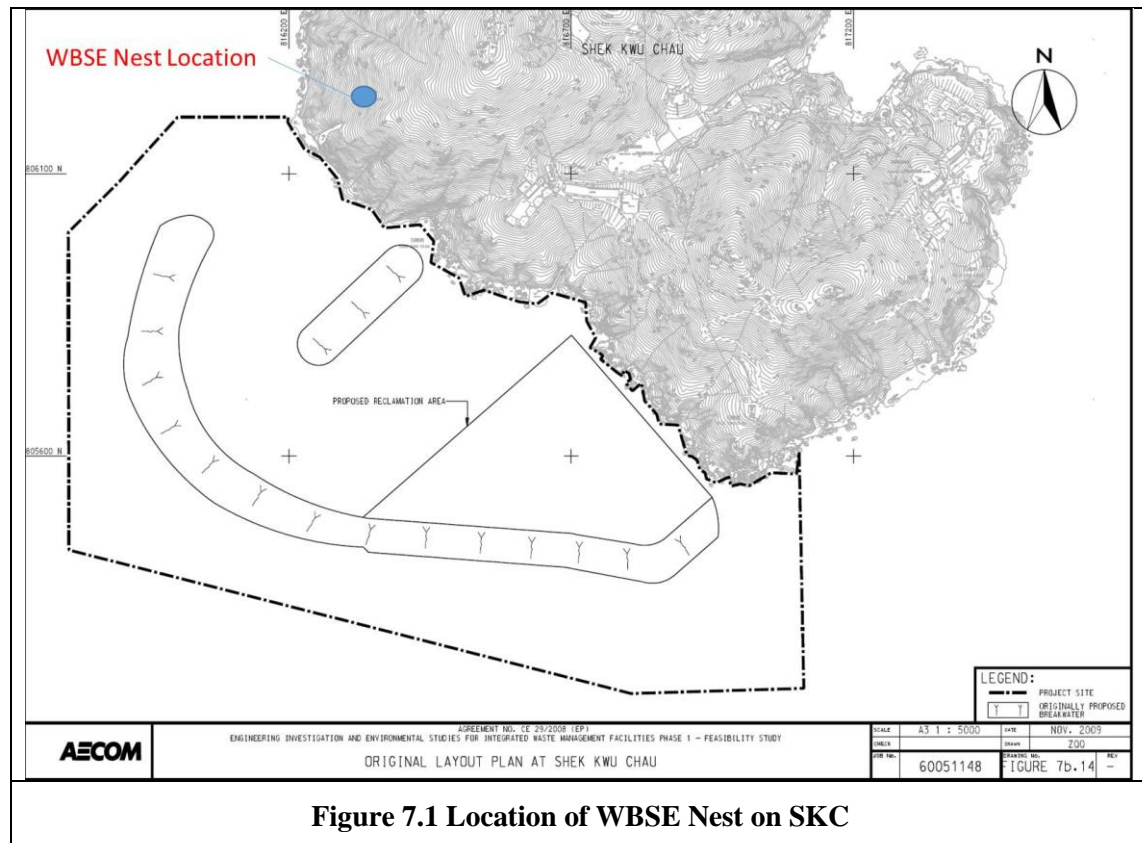 816200 E
816700 E
817200 E
WBSE Nest Location
SHEK KWU CHAU
N
806100 N
PROPOSED RECLAMATION AREA
805600 N
LEGEND:
PROJECT SITE
ORIGINALLY PROPOSED
BREAKWATER
AECOM
AGREEMENT NO. CE 29/2008 (EP)
ENGINEERING INVESTIGATION AND ENVIRONMENTAL STUDIES FOR INTEGRATED WASTE MANAGEMENT FACILITIES PHASE 1 - FEASIBILITY STUDY
ORIGINAL LAYOUT PLAN AT SHEK KWU CHAU
SCALE A3 1 : 5000 DATE NOV. 2009
CHECK DRAWN ZOO
JOB No. 60051148 DRAWING No. FIGURE 7b.14 REV -
Figure 7.1 Location of WBSE Nest on SKC